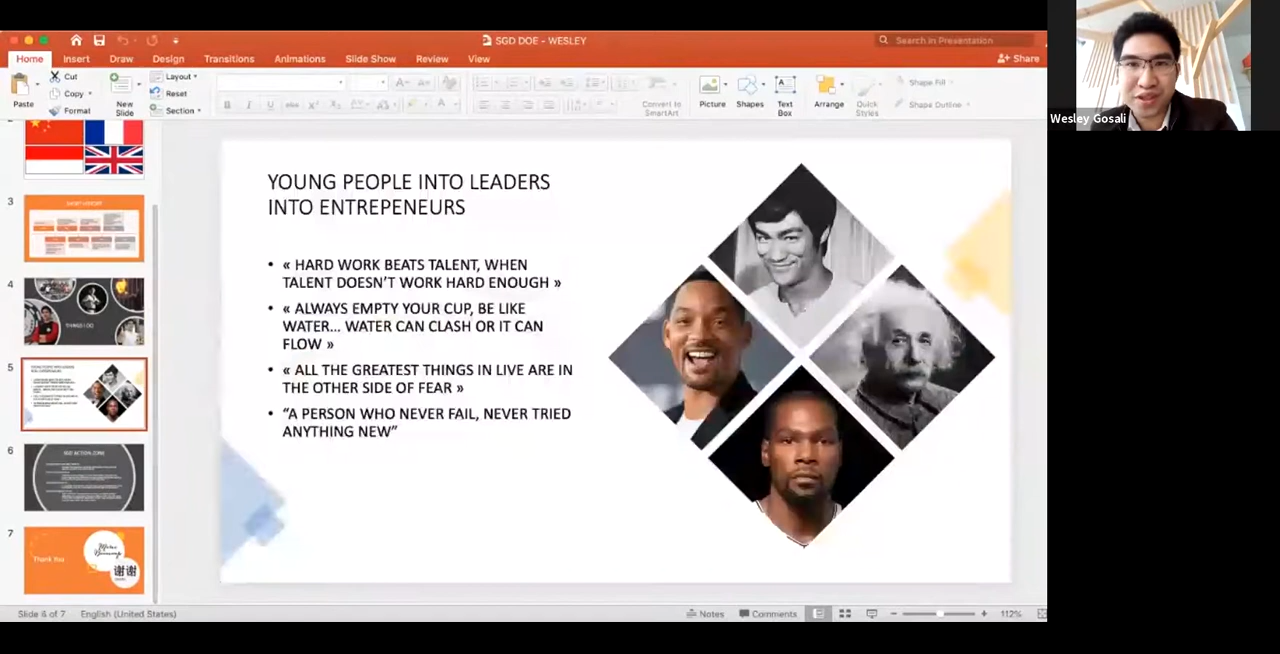 SGD DOE - WESLEY
Search in Presentation
Home Insert Draw Design Transitions Animations Slide Show Review View
Share
Paste
Cut
Copy
Format
New Slide
Layout
Reset
Section
Convert to SmartArt
Picture
Shapes
Text Box
Arrange
Quick Styles
Shape Fill
Shape Outline
Wesley Gosali
3
4
THINGS I DO
5
6
SGD ACTION ZONE
7
Thank You
谢谢
YOUNG PEOPLE INTO LEADERS
INTO ENTREPENEURS
• « HARD WORK BEATS TALENT, WHEN
TALENT DOESN'T WORK HARD ENOUGH »
• « ALWAYS EMPTY YOUR CUP, BE LIKE
WATER... WATER CAN CLASH OR IT CAN
FLOW »
• « ALL THE GREATEST THINGS IN LIVE ARE IN
THE OTHER SIDE OF FEAR »
• “A PERSON WHO NEVER FAIL, NEVER TRIED
ANYTHING NEW”
Slide 6 of 7 English (United States)
Notes Comments 112%